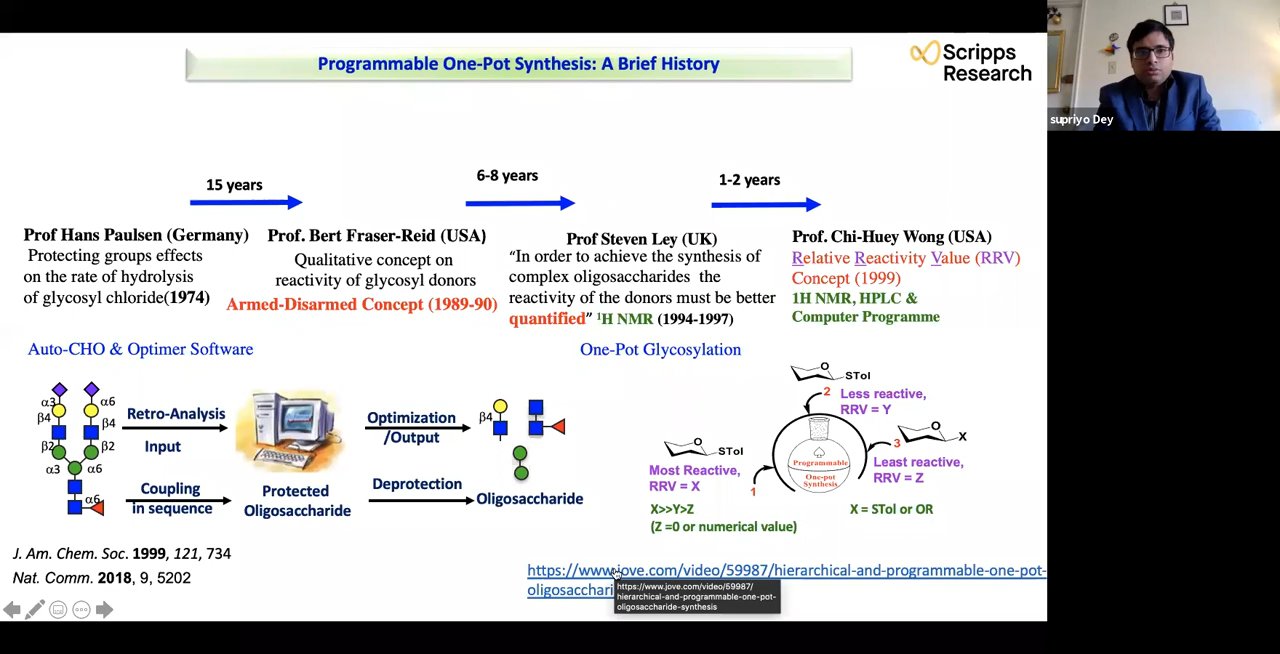 Programmable One-Pot Synthesis: A Brief History
Scripps
Research
supriyo Dey
15 years
6-8 years
1-2 years
Prof Hans Paulsen (Germany)
Protecting groups effects
on the rate of hydrolysis
of glycosyl chloride(1974)
Prof. Bert Fraser-Reid (USA)
Qualitative concept on
reactivity of glycosyl donors
Armed-Disarmed Concept (1989-90)
Prof Steven Ley (UK)
“In order to achieve the synthesis of
complex oligosaccharides the
reactivity of the donors must be better
quantified” ¹H NMR (1994-1997)
Prof. Chi-Huey Wong (USA)
Relative Reactivity Value (RRV)
Concept (1999)
1H NMR, HPLC &
Computer Programme
Auto-CHO & Optimer Software
α3
α6
β4
β4
β2
β2
α3
α6
α6
Retro-Analysis
Input
Coupling
in sequence
Protected
Oligosaccharide
Optimization
/Output
Deprotection
β4
Oligosaccharide
One-Pot Glycosylation
O
STol
2
Less reactive,
RRV = Y
O
STol
Most Reactive,
RRV = X
1
O
X
3
Least reactive,
RRV = Z
Programmable
One-pot
Synthesis
X>>Y>Z
(Z =0 or numerical value)
X = STol or OR
J. Am. Chem. Soc. 1999, 121, 734
Nat. Comm. 2018, 9, 5202
https://www.jove.com/video/59987/hierarchical-and-programmable-one-pot-
oligosacchari
https://www.jove.com/video/59987/
hierarchical-and-programmable-one-pot-
oligosaccharide-synthesis